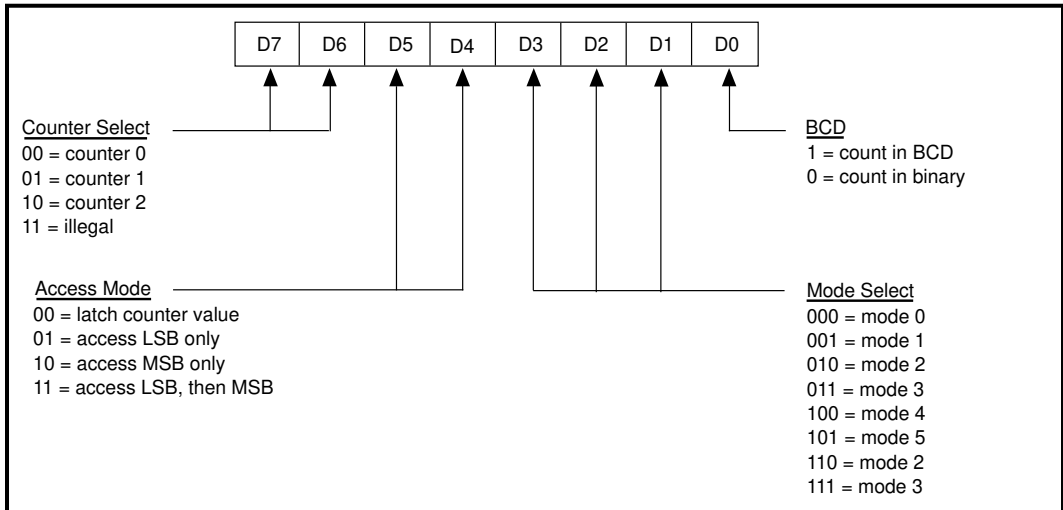 D7 D6 D5 D4 D3 D2 D1 D0
Counter Select
00 = counter 0
01 = counter 1
10 = counter 2
11 = illegal
BCD
1 = count in BCD
0 = count in binary
Access Mode
00 = latch counter value
01 = access LSB only
10 = access MSB only
11 = access LSB, then MSB
Mode Select
000 = mode 0
001 = mode 1
010 = mode 2
011 = mode 3
100 = mode 4
101 = mode 5
110 = mode 2
111 = mode 3